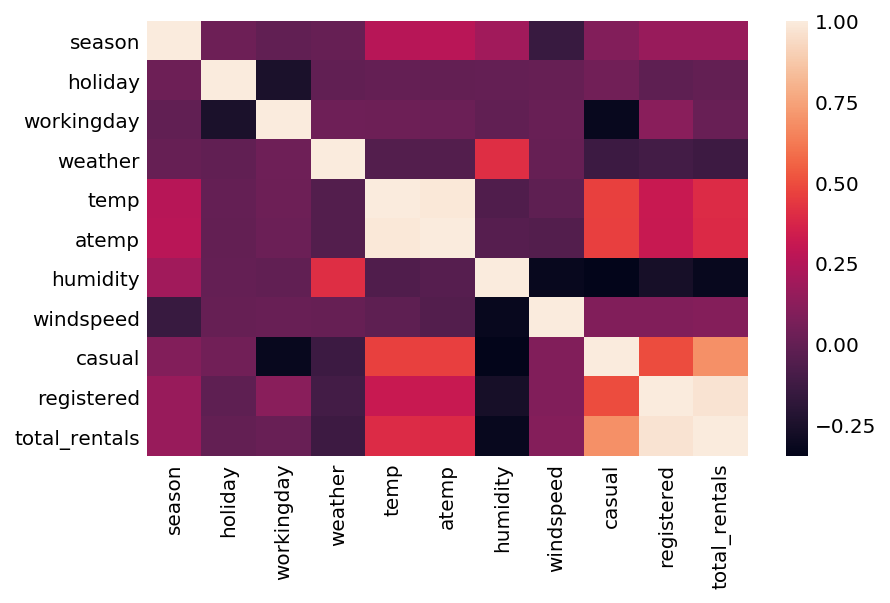 season
holiday
workingday
weather
temp
atemp
humidity
windspeed
casual
registered
total_rentals
season
holiday
workingday
weather
temp
atemp
humidity
windspeed
casual
registered
total_rentals
1.00
0.75
0.50
0.25
0.00
−0.25